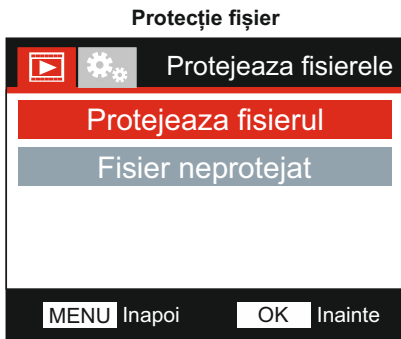 Protecție fișier
Protejeaza fisierele
Protejeaza fisierul
Fisier neprotejat
MENU Inapoi OK Inainte